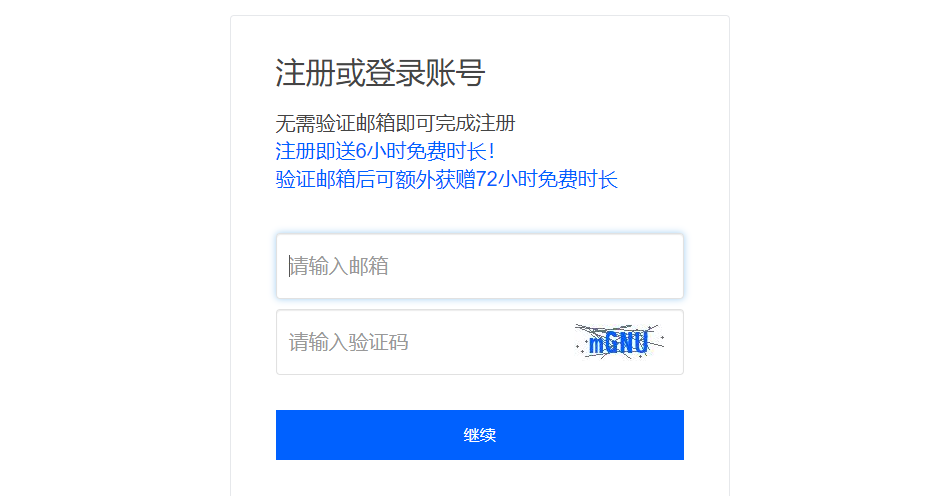 注册或登录账号
无需验证邮箱即可完成注册
注册即送6小时免费时长！
验证邮箱后可额外获赠72小时免费时长
请输入邮箱
请输入验证码
mGNU
继续